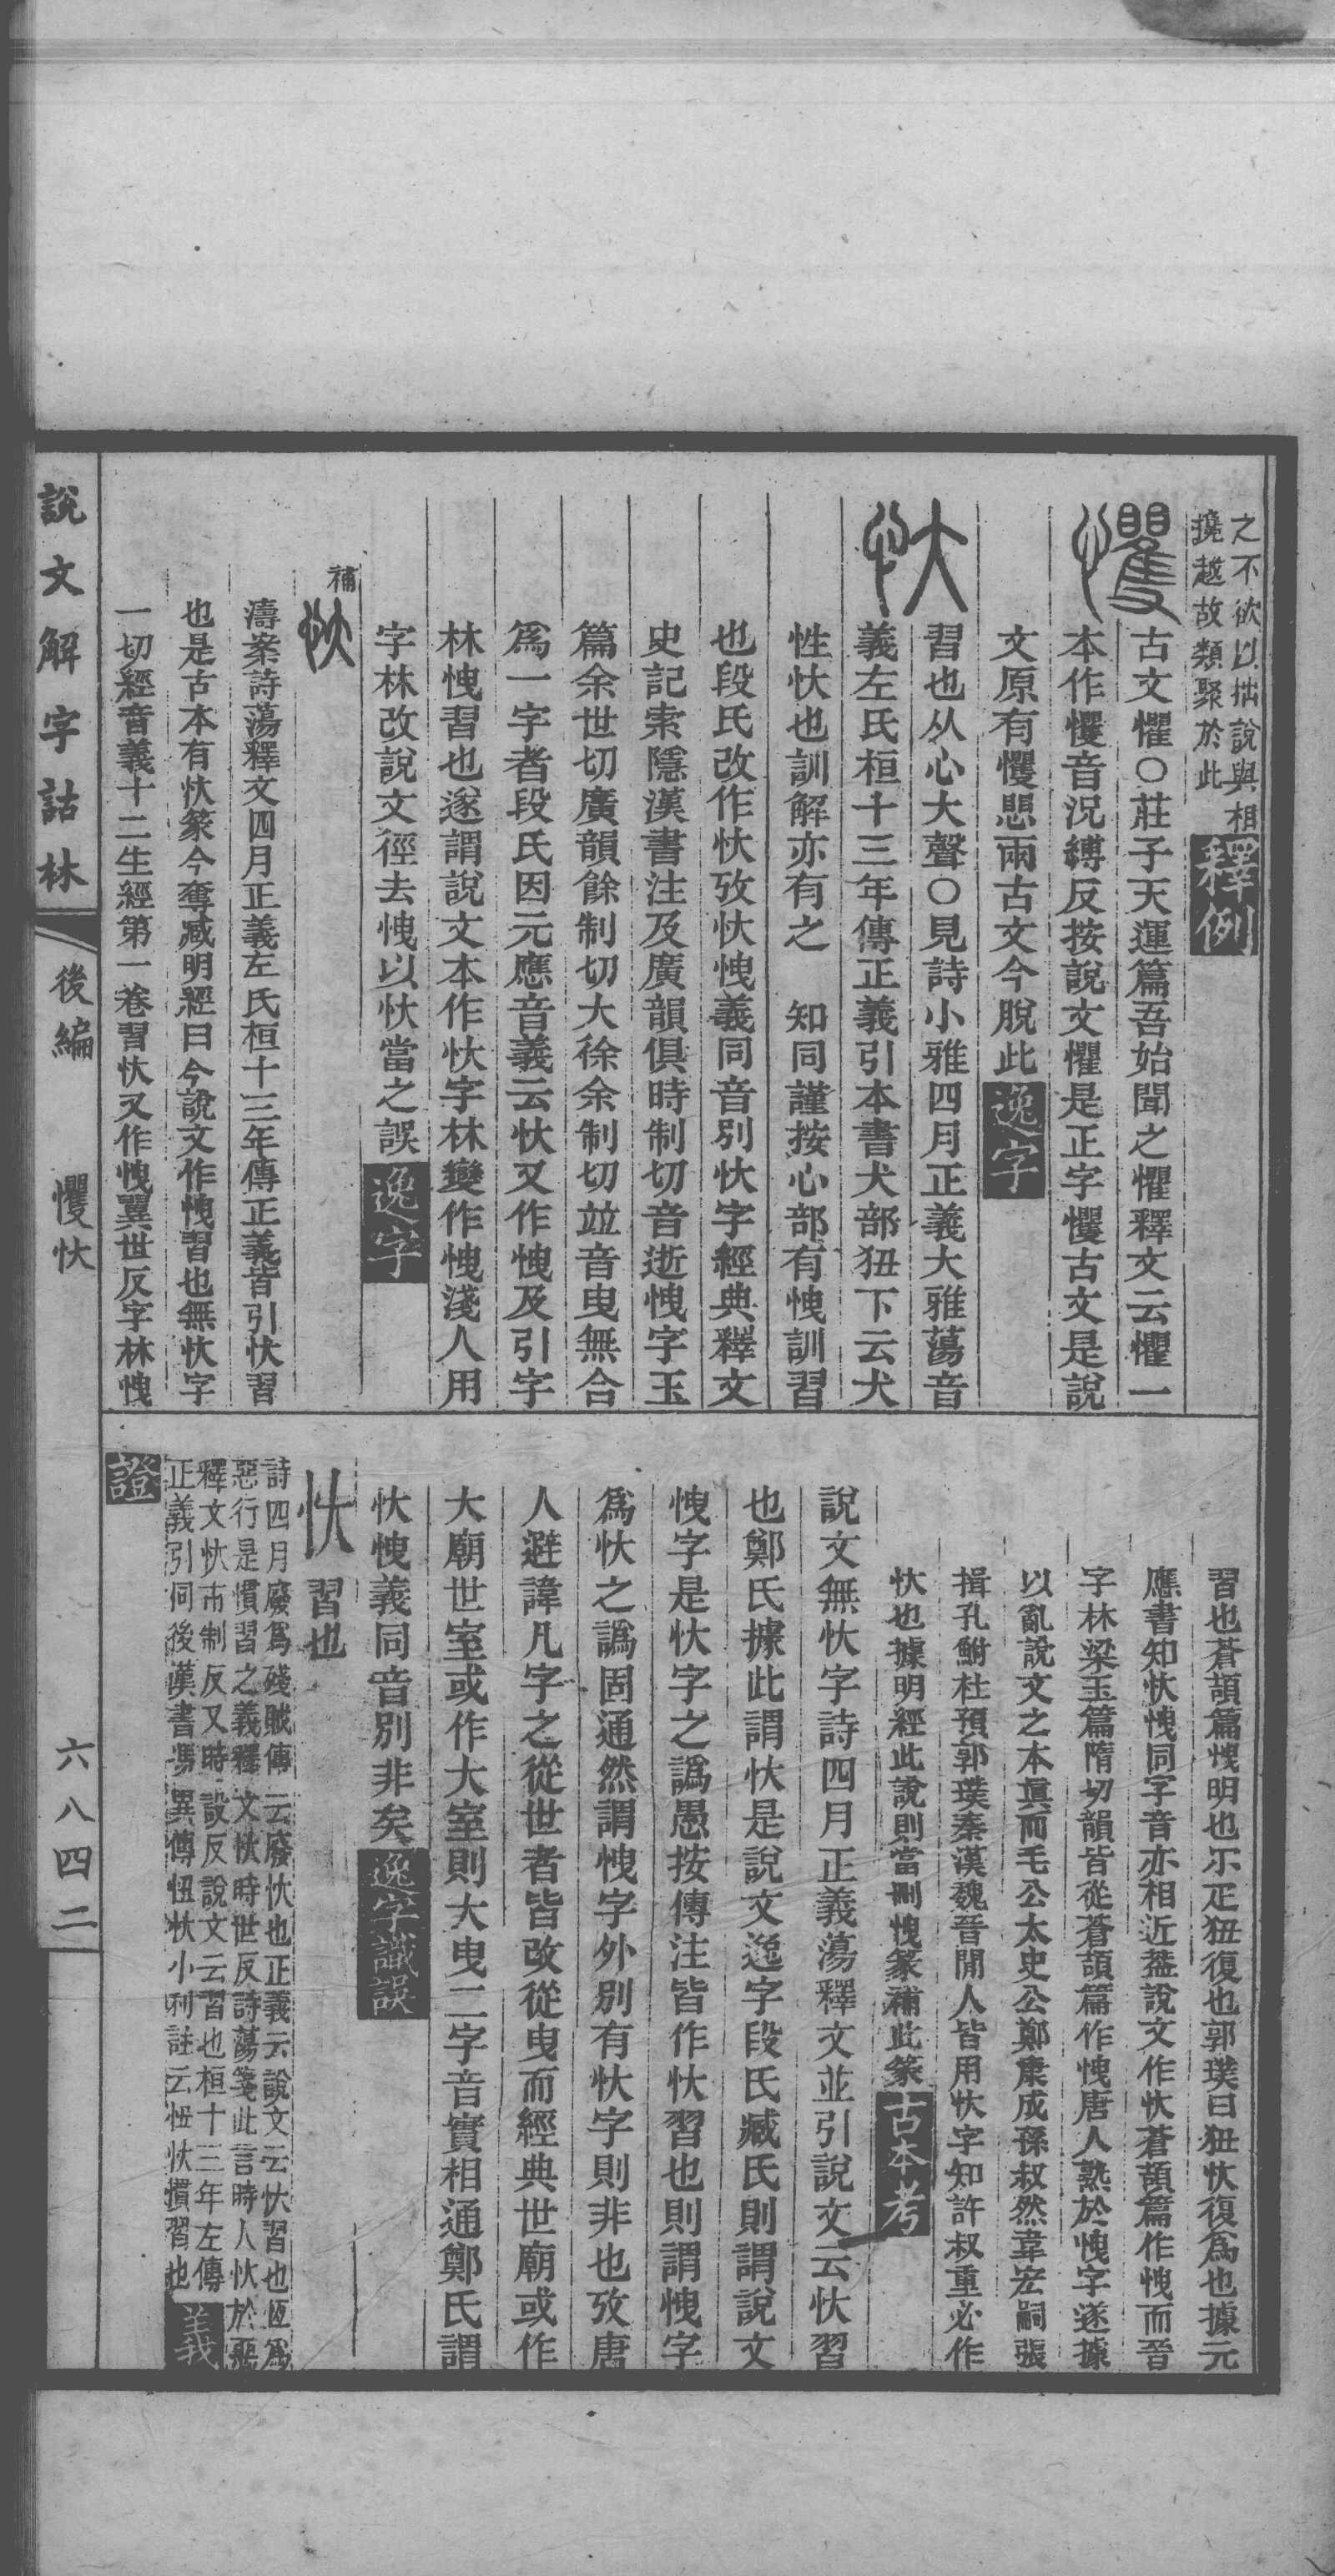 之不欲以拙說與相
攙越故類聚於此
釋例
戄
古文懼○莊子天運篇吾始聞之懼釋文云懼一
本作戄音況縛反按說文懼是正字戄古文是說
文原有戄愳兩古文今脫此逸字
忕
習也从心大聲○見詩小雅四月正義大雅蕩音
義左氏桓十三年傳正義引本書犬部狃下云犬
性忕也訓解亦有之　知同謹按心部有愧訓習
也段氏改作忕攷忕愧義同音別忕字經典釋文
史記索隱漢書注及廣韻俱時制切音逝愧字玉
篇余世切廣韻餘制切大徐余制切竝音曳無合
爲一字者段氏因元應音義云忕又作愧及引字
林愧習也遂謂說文本作忕字林變作愧淺人用
字林改說文徑去愧以忕當之誤逸字
補
忕
濤案詩蕩釋文四月正義左氏桓十三年傳正義皆引忕習
也是古本有忕篆今奪臧明經曰今說文作愧習也無忕字
一切經音義十二生經第一卷習忕又作愧翼世反字林愧
習也蒼頡篇愧明也尒疋狃復也郭璞曰狃忕復爲也據元
應書知忕愧同字音亦相近葢說文作忕蒼頡篇作愧而晉
字林梁玉篇隋切韻皆從蒼頡篇作愧唐人熟於愧字遂據
以亂說文之本眞而毛公太史公鄭康成孫叔然韋宏嗣張
揖孔鮒杜預郭璞秦漢魏晉閒人皆用忕字知許叔重必作
忕也據明經此說則當刪愧篆補此篆古本考
說文無忕字詩四月正義蕩釋文並引說文云忕習
也鄭氏據此謂忕是說文逸字段氏臧氏則謂說文
愧字是忕字之譌愚按傳注皆作忕習也則謂愧字
爲忕之譌固通然謂愧字外別有忕字則非也攷唐
人避諱凡字之從世者皆改從曳而經典世廟或作
大廟世室或作大室則大曳二字音實相通鄭氏謂
忕愧義同音別非矣逸字識誤
忕
習也
詩四月廢爲殘賊傳云廢忕也正義云說文云忕習也恆爲
惡行是慣習之義釋文忕時世反詩蕩箋此言時人忕於惡
釋文忕市制反又時設反說文云習也桓十三年左傳
正義引同後漢書馮異傳忸忕小利註云忸忕慣習也義
證
說文解字詁林
後編
戄忕
六八四二